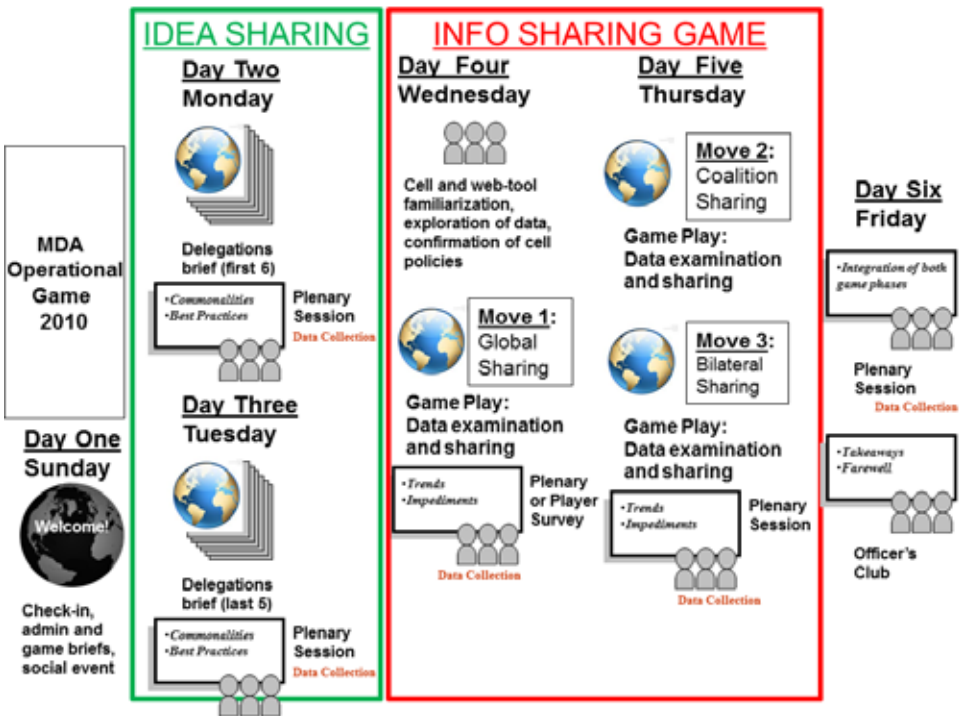 MDA
Operational
Game
2010
Day One
Sunday
Welcome!
Check-in,
admin and
game briefs,
social event
IDEA SHARING
Day Two
Monday
Delegations
brief (first 6)
•Commonalities
•Best Practices
Plenary
Session
Data Collection
Day Three
Tuesday
Delegations
brief (last 5)
•Commonalities
•Best Practices
Plenary
Session
Data Collection
INFO SHARING GAME
Day Four
Wednesday
Cell and web-tool
familiarization,
exploration of data,
confirmation of cell
policies
Move 1:
Global
Sharing
Game Play:
Data examination
and sharing
•Trends
•Impediments
Plenary
or Player
Survey
Data Collection
Day Five
Thursday
Move 2:
Coalition
Sharing
Game Play:
Data examination
and sharing
Move 3:
Bilateral
Sharing
Game Play:
Data examination
and sharing
•Trends
•Impediments
Plenary
Session
Data Collection
Day Six
Friday
•Integration of both
game phases
Plenary
Session
Data Collection
•Takeaways
•Farewell
Officer's
Club